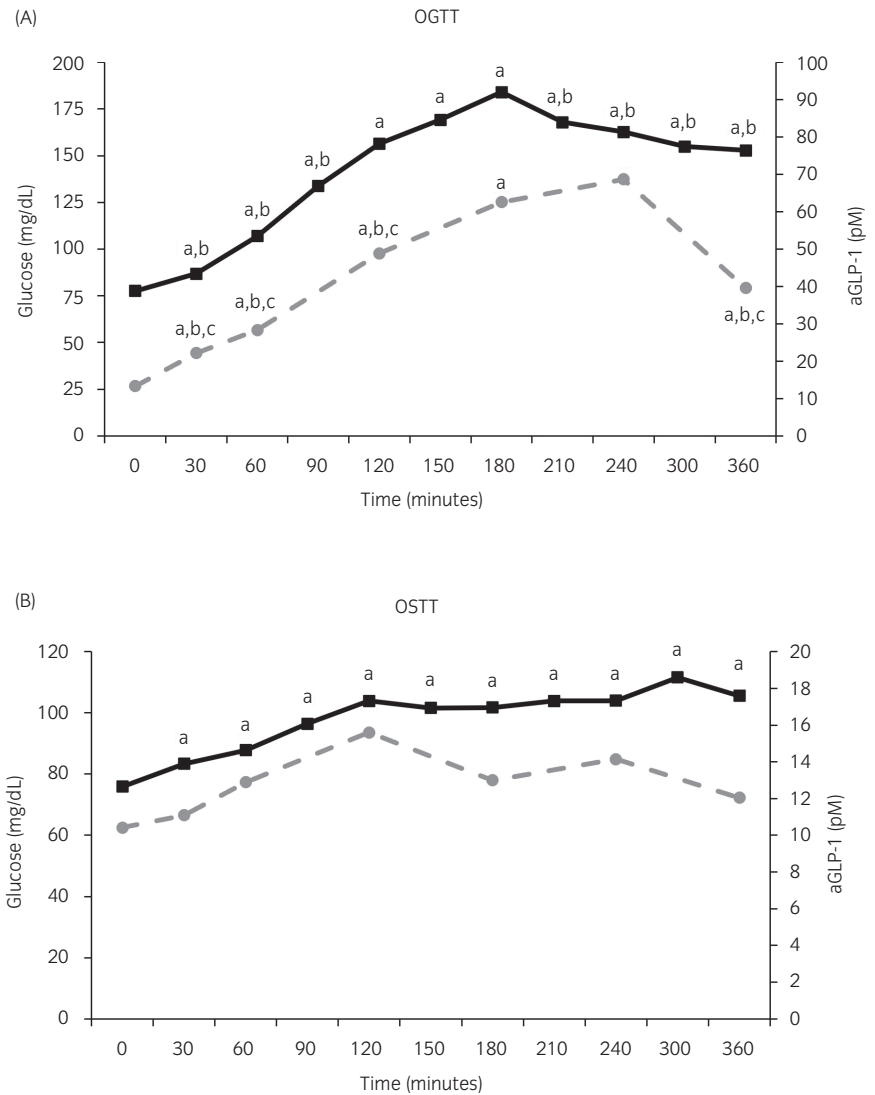 (A)
OGTT
200
175
150
125
100
75
50
25
0
Glucose (mg/dL)
100
90
80
70
60
50
40
30
20
10
0
aGLP-1 (pM)
a,b
a,b
a,b
a
a
a
a,b
a,b
a,b
a,b
a,b,c
a,b,c
a,b,c
a
a,b,c
0 30 60 90 120 150 180 210 240 300 360
Time (minutes)
(B)
OSTT
120
100
80
60
40
20
0
Glucose (mg/dL)
20
18
16
14
12
10
8
6
4
2
0
aGLP-1 (pM)
a
a
a
a
a
a
a
a
a
a
0 30 60 90 120 150 180 210 240 300 360
Time (minutes)